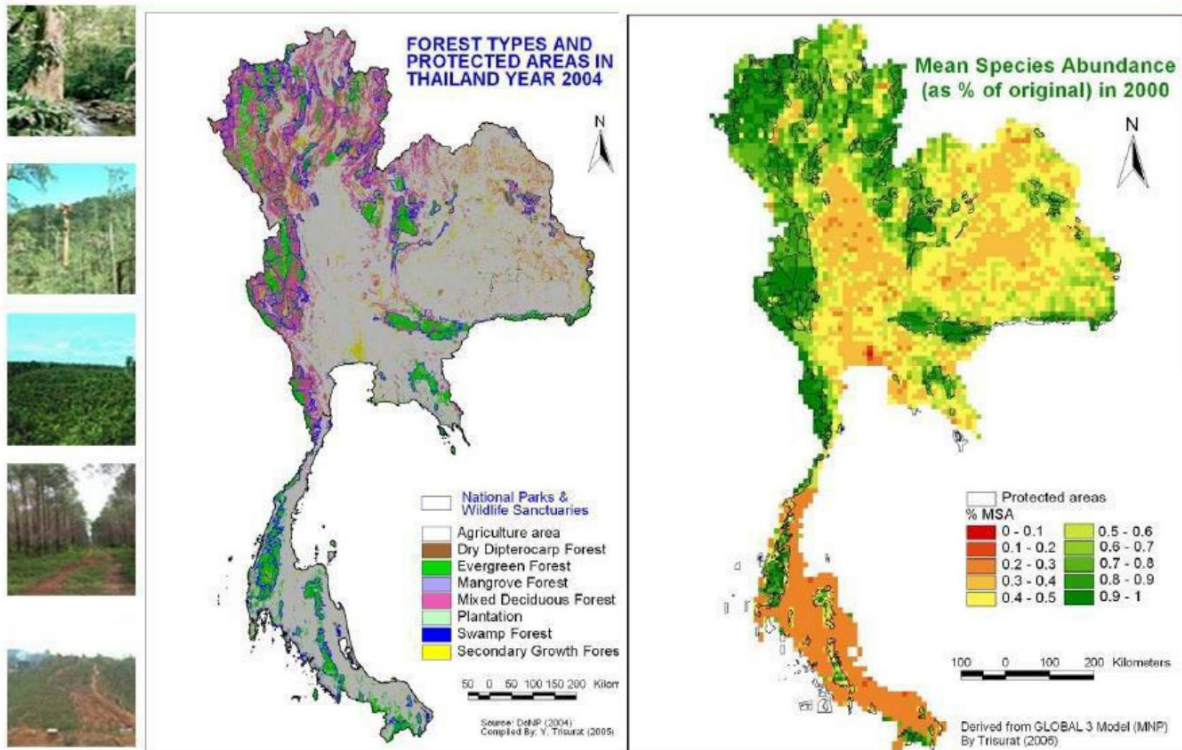 FOREST TYPES AND
PROTECTED AREAS IN
THAILAND YEAR 2004
N
National Parks &
Wildlife Sanctuaries
Agriculture area
Dry Dipterocarp Forest
Evergreen Forest
Mangrove Forest
Mixed Deciduous Forest
Plantation
Swamp Forest
Secondary Growth Fores
50 0 50 100 150 200 Kilom
Source: DeNP (2004)
Compiled By: Y. Trisurat (2005)
Mean Species Abundance
(as % of original) in 2000
N
Protected areas
% MSA
0 - 0.1
0.1 - 0.2
0.2 - 0.3
0.3 - 0.4
0.4 - 0.5
0.5 - 0.6
0.6 - 0.7
0.7 - 0.8
0.8 - 0.9
0.9 - 1
100 0 100 200 Kilometers
Derived from GLOBAL 3 Model (MNP)
By Trisurat (2006)